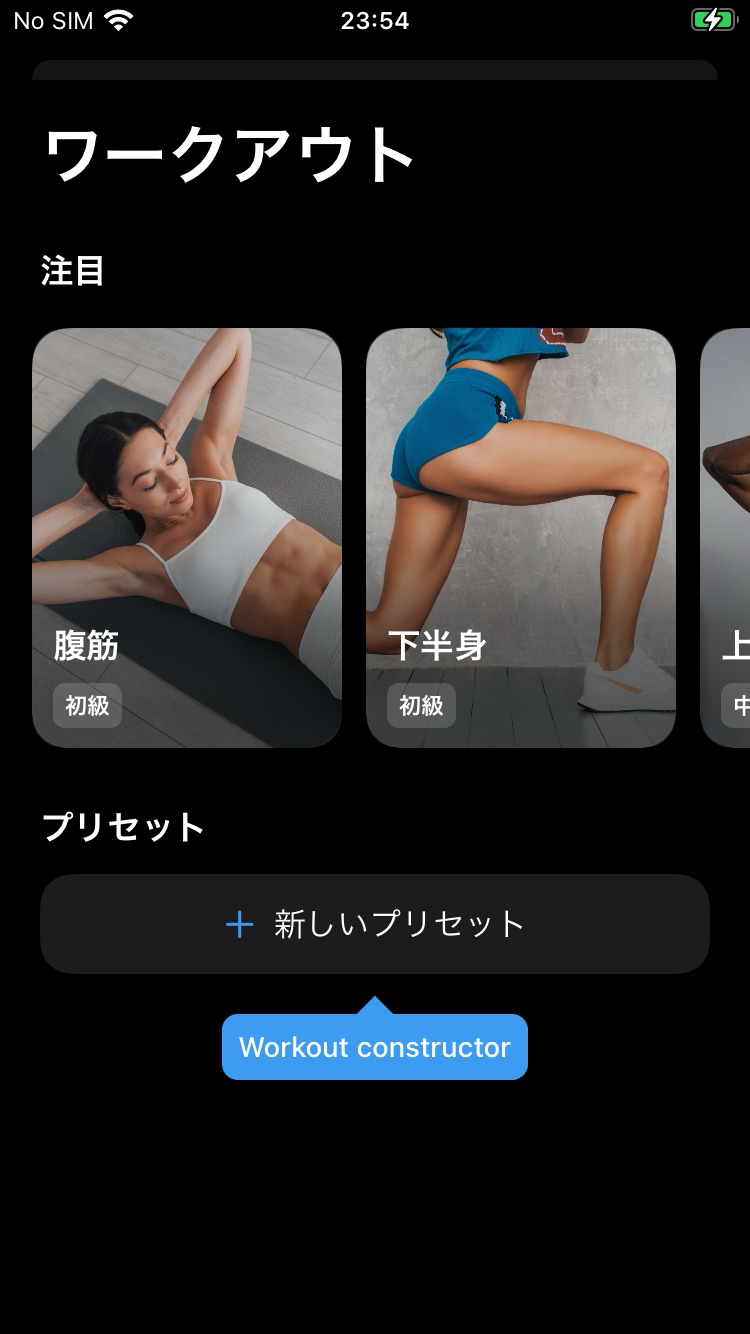 No SIM 23:54
ワークアウト
注目
腹筋 下半身 上
初級 初級 中
プリセット
+ 新しいプリセット
Workout constructor